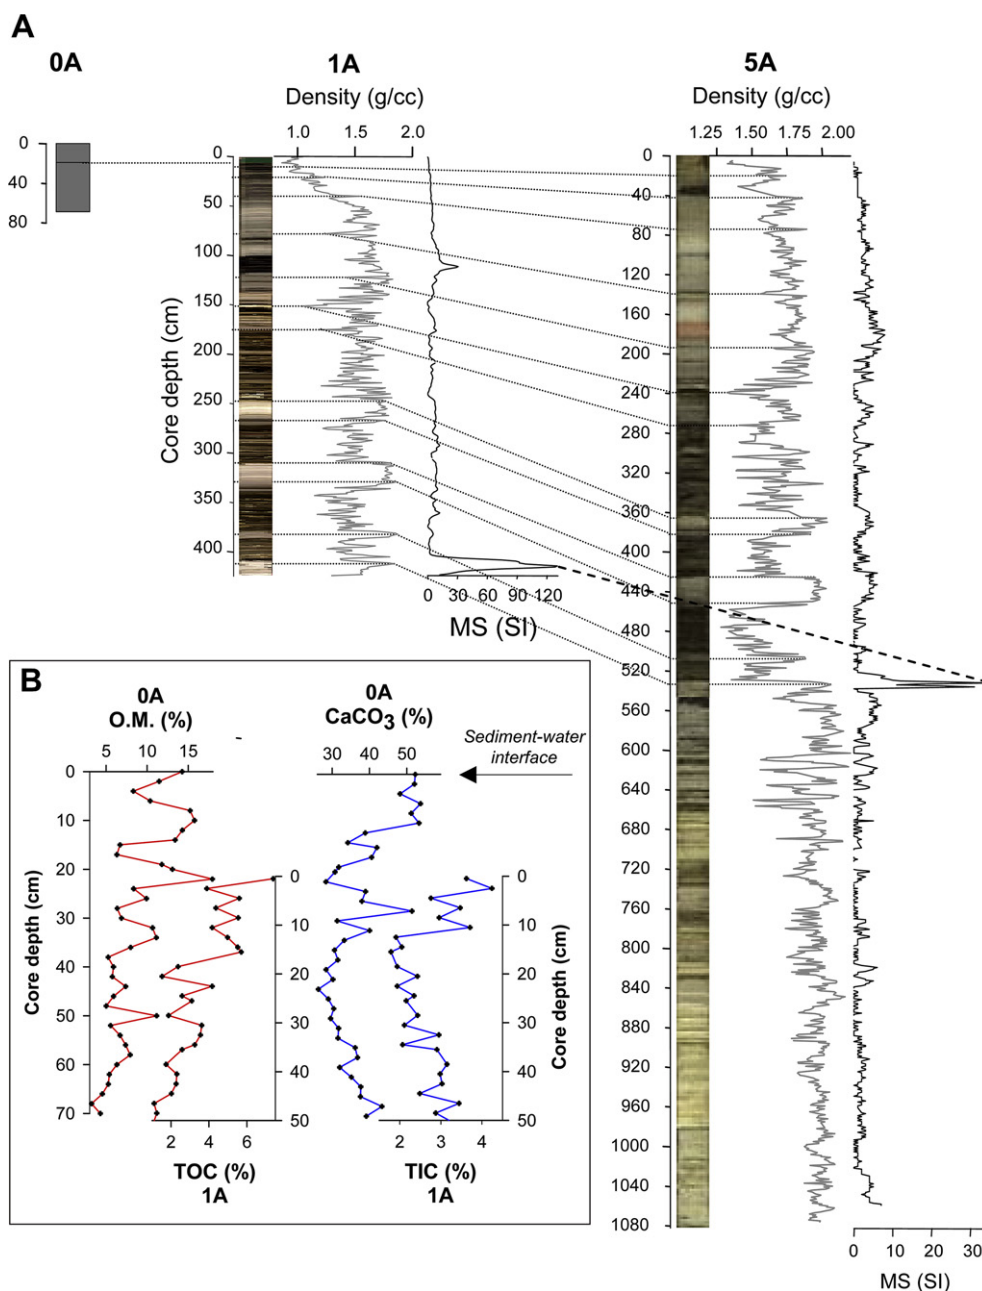 A
0A
1A
5A
Density (g/cc)
Density (g/cc)
1.0 1.5 2.0
1.25 1.50 1.75 2.00
0
40
80
Core depth (cm)
0
50
100
150
200
250
300
350
400
0 30 60 90 120
MS (SI)
0
40
80
120
160
200
240
280
320
360
400
440
480
520
560
600
640
680
720
760
800
840
880
920
960
1000
1040
1080
0 10 20 30
MS (SI)
B
0A
O.M. (%)
5 10 15
0A
CaCO3 (%)
30 40 50
Sediment-water
interface
Core depth (cm)
0
10
20
30
40
50
60
70
0
10
20
30
40
50
2 4 6
TOC (%)
1A
Core depth (cm)
0
10
20
30
40
50
2 3 4
TIC (%)
1A